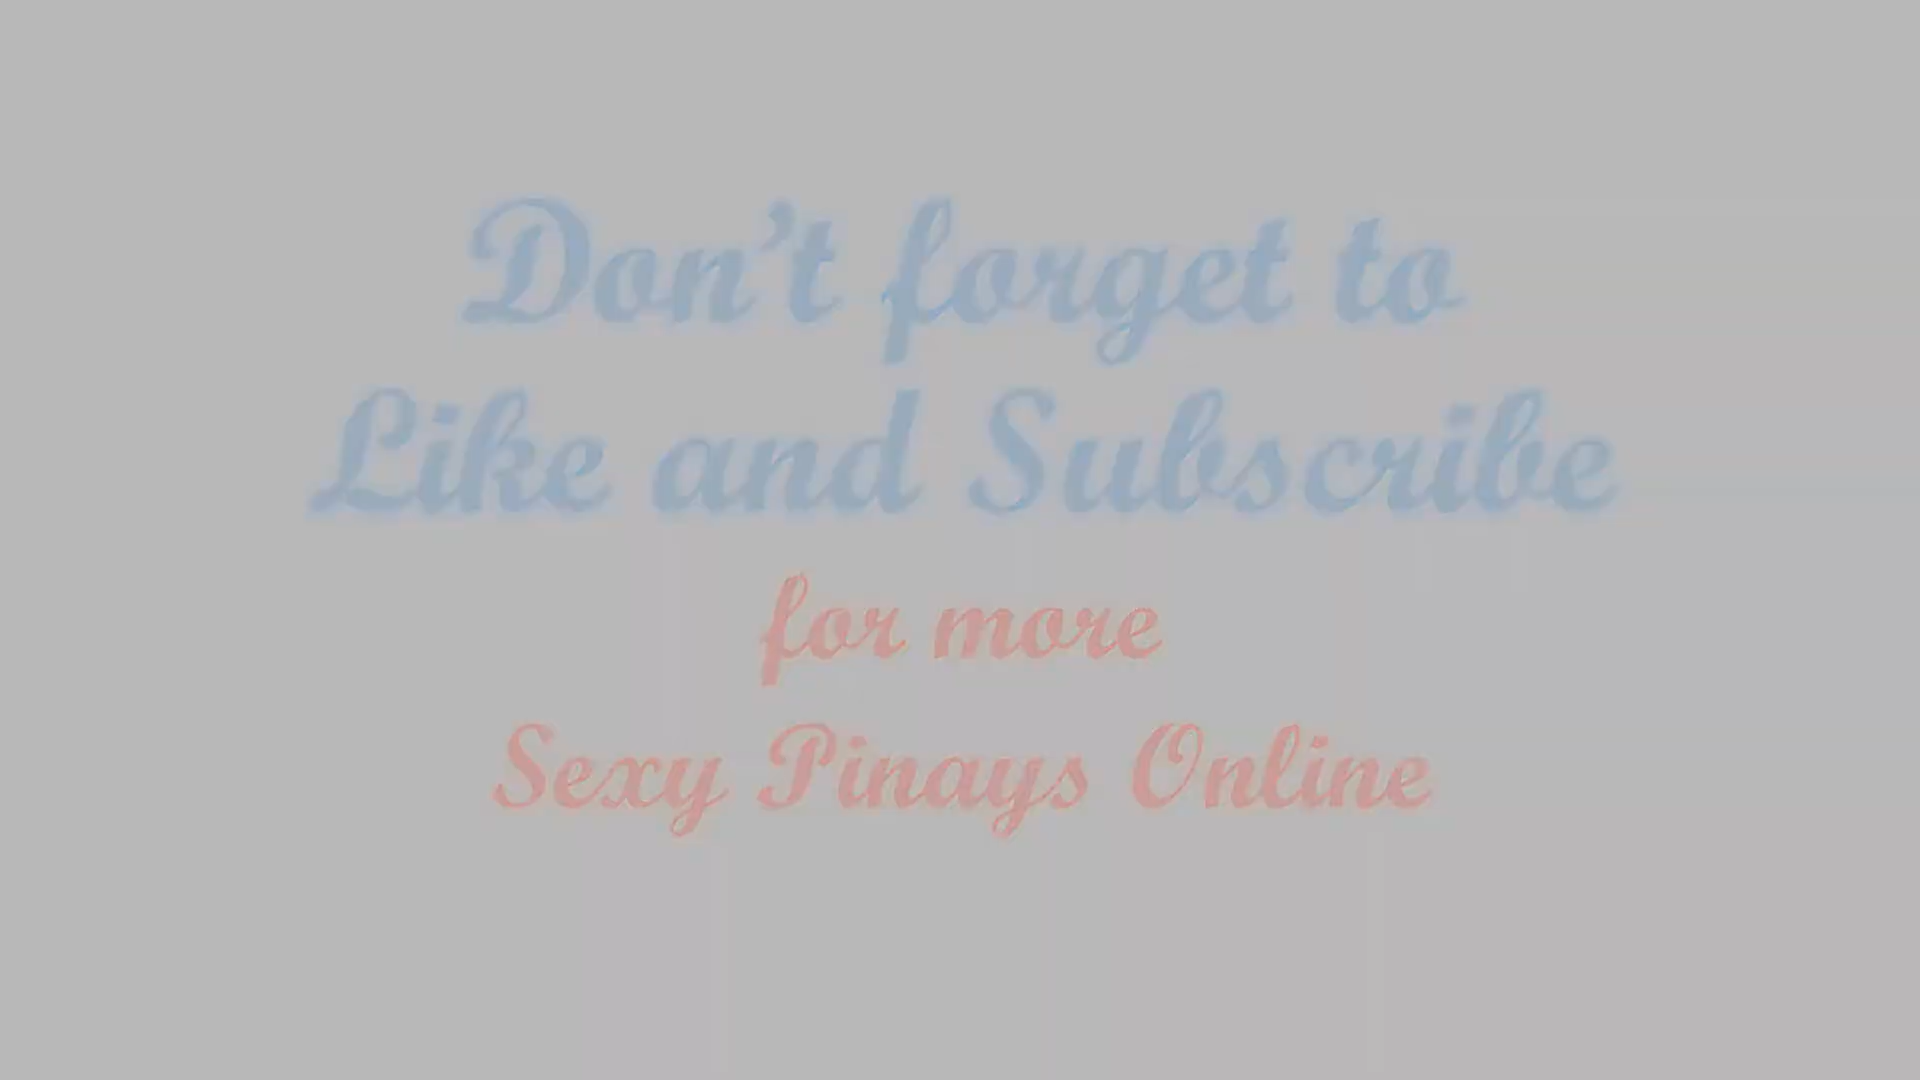 Don't forget to
Like and Subscribe
for more
Sexy Pinays Online